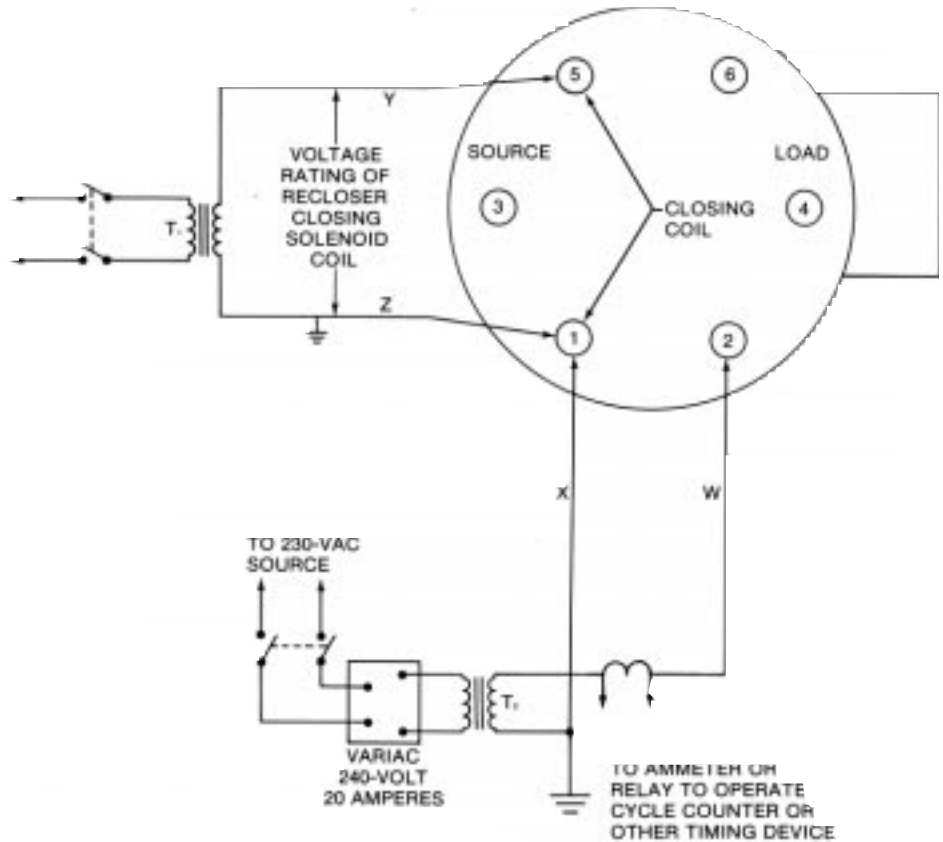 5
6
Y
VOLTAGE
RATING OF
RECLOSER
CLOSING
SOLENOID
COIL
SOURCE
LOAD
3
4
CLOSING
COIL
T₁
Z
1
2
X
W
TO 230-VAC
SOURCE
T₂
VARIAC
240-VOLT
20 AMPERES
TO AMMETER OR
RELAY TO OPERATE
CYCLE COUNTER OR
OTHER TIMING DEVICE